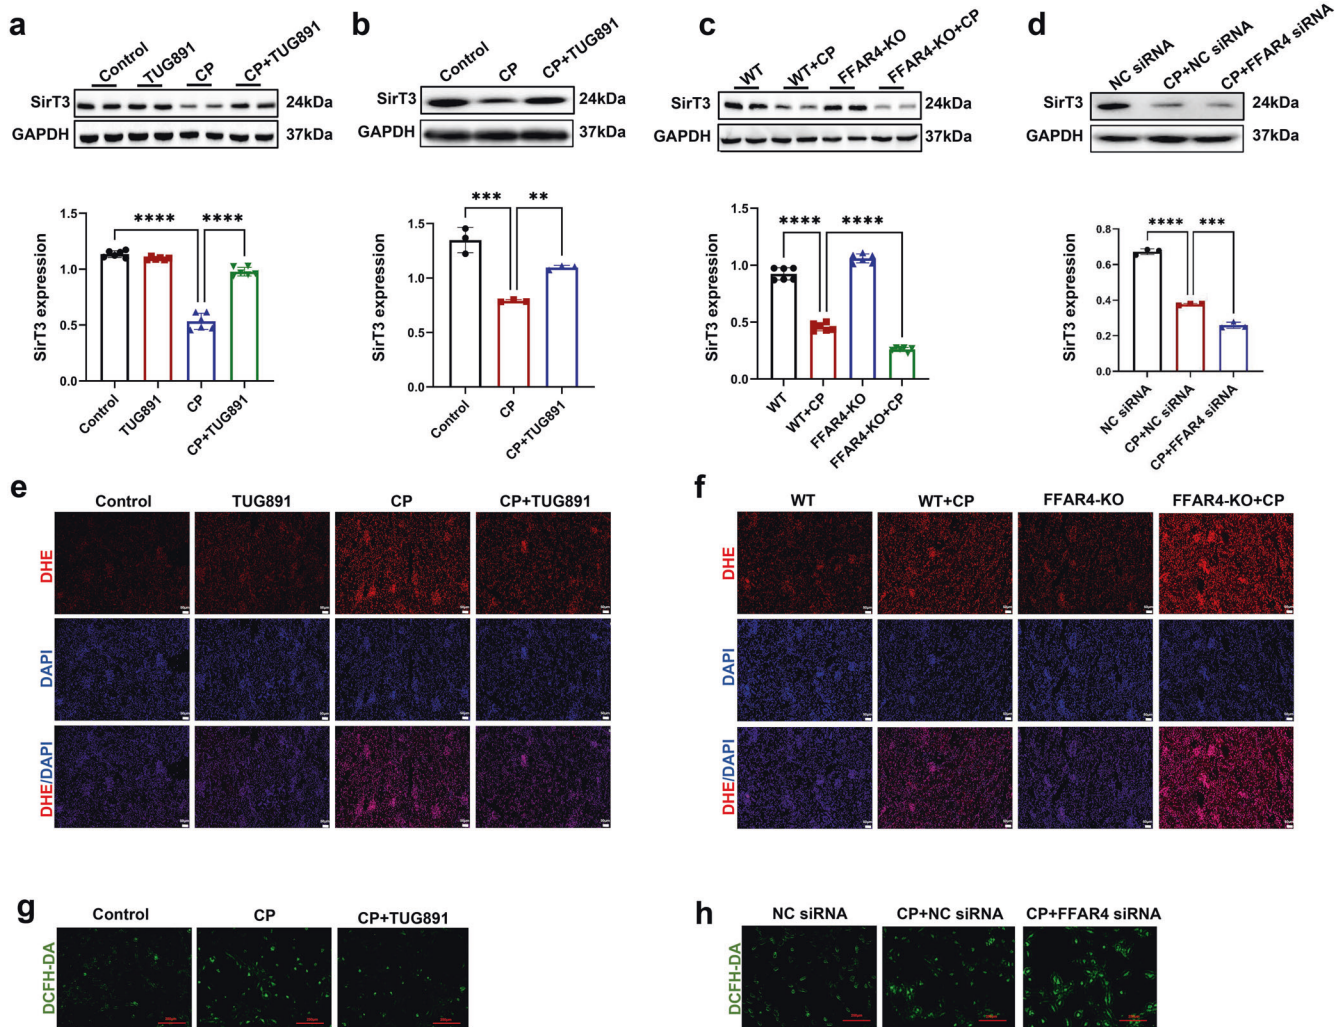 a
Control
TUG891
CP
CP+TUG891
SirT3
24kDa
GAPDH
37kDa
SirT3 expression
1.5
1.0
0.5
0.0
****
****
Control
TUG891
CP
CP+TUG891
b
Control
CP
CP+TUG891
SirT3
24kDa
GAPDH
37kDa
SirT3 expression
1.5
1.0
0.5
0.0
***
**
Control
CP
CP+TUG891
c
WT
WT+CP
FFAR4-KO
FFAR4-KO+CP
SirT3
24kDa
GAPDH
37kDa
SirT3 expression
1.5
1.0
0.5
0.0
****
****
WT
WT+CP
FFAR4-KO
FFAR4-KO+CP
d
NC siRNA
CP+NC siRNA
CP+FFAR4 siRNA
SirT3
24kDa
GAPDH
37kDa
SirT3 expression
0.8
0.6
0.4
0.2
0.0
****
***
NC siRNA
CP+NC siRNA
CP+FFAR4 siRNA
e
Control
TUG891
CP
CP+TUG891
DHE
DAPI
DHE/DAPI
f
WT
WT+CP
FFAR4-KO
FFAR4-KO+CP
DHE
DAPI
DHE/DAPI
g
Control
CP
CP+TUG891
DCFH-DA
h
NC siRNA
CP+NC siRNA
CP+FFAR4 siRNA
DCFH-DA